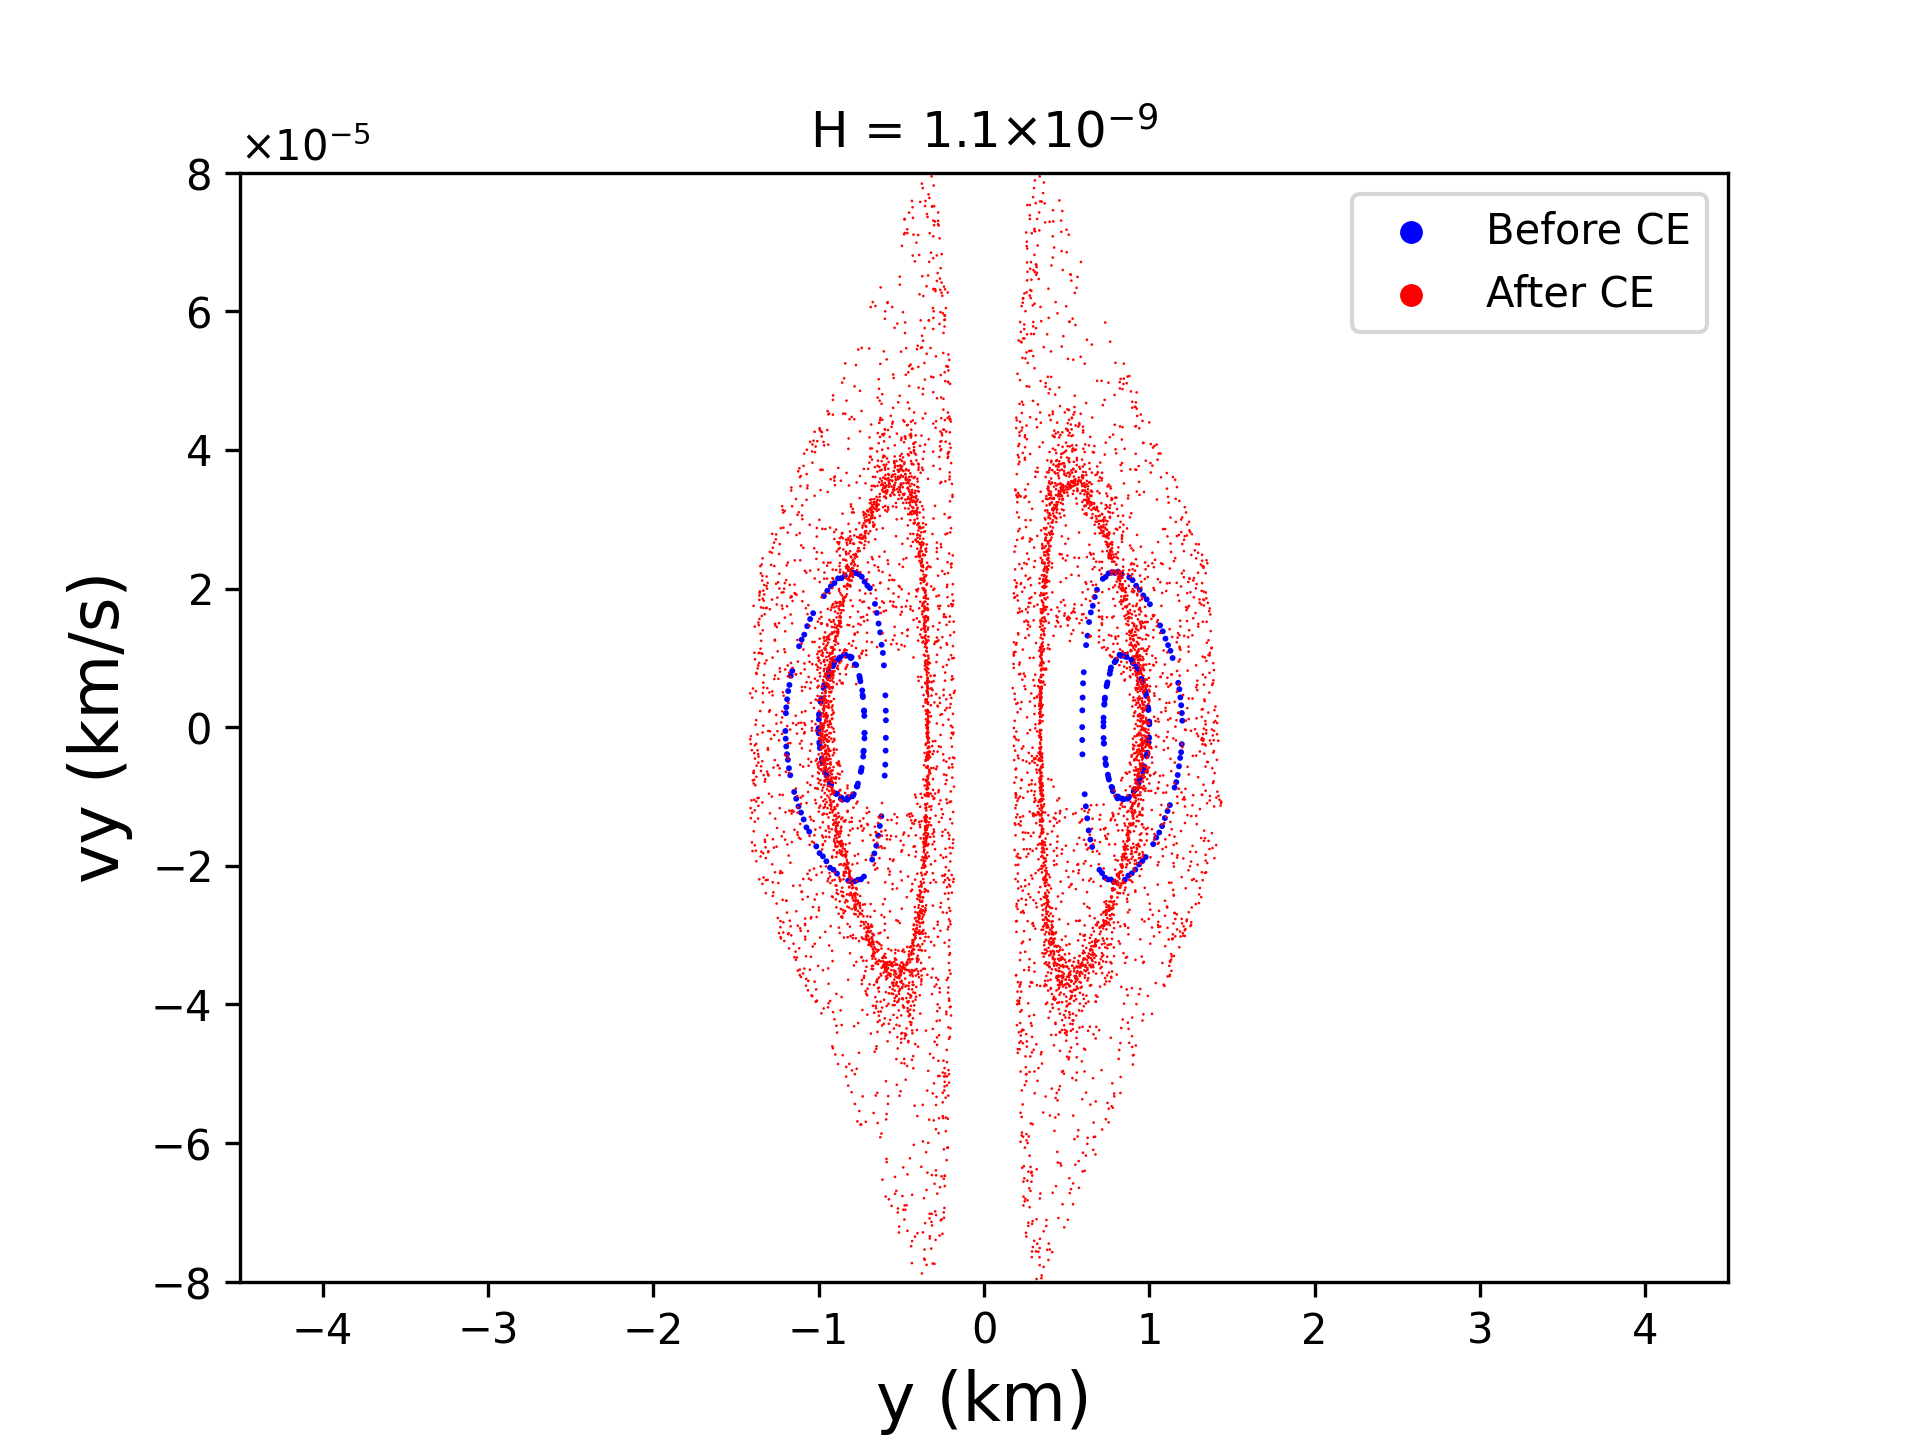 H = 1.1×10⁻⁹
×10⁻⁵
Before CE
After CE
8
6
4
2
0
−2
−4
−6
−8
vy (km/s)
−4 −3 −2 −1 0 1 2 3 4
y (km)